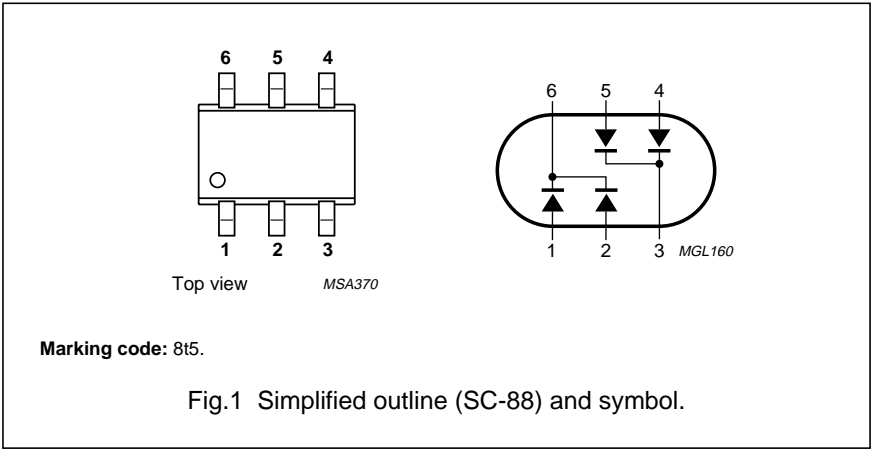 6 5 4
1 2 3
Top view MSA370
6 5 4
1 2 3 MGL160
Marking code: 8t5.
Fig.1 Simplified outline (SC-88) and symbol.